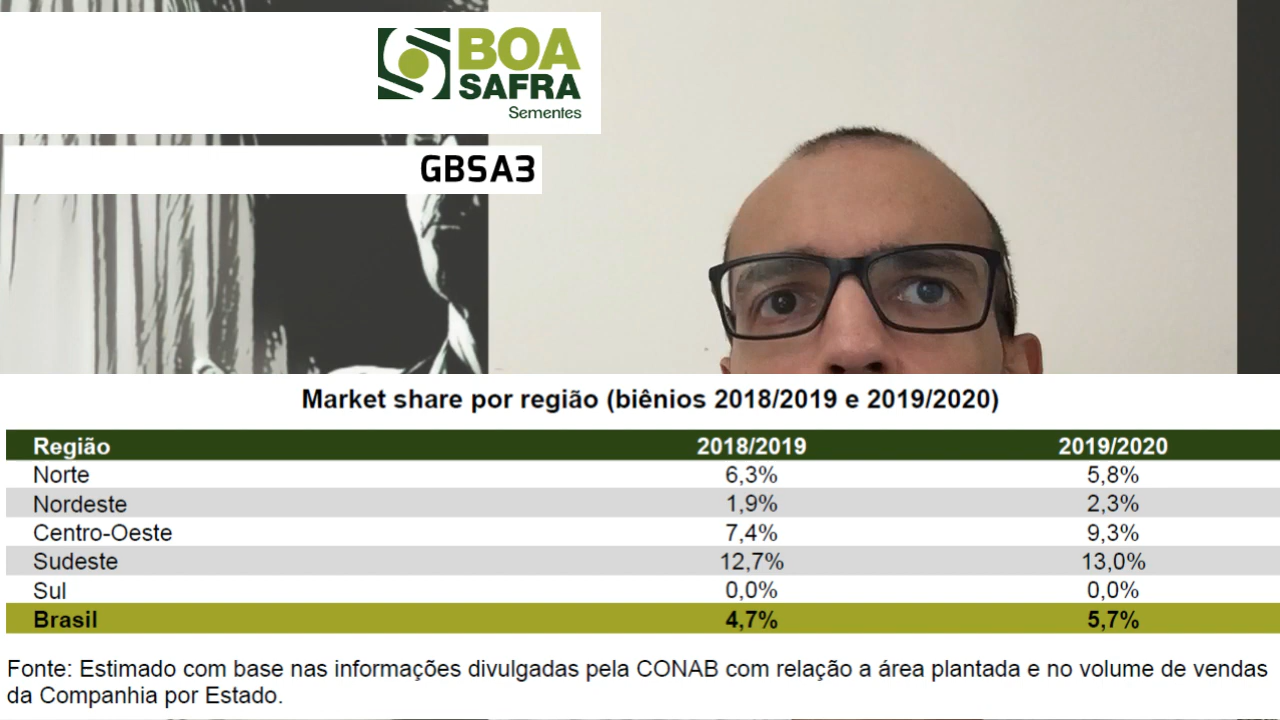 BOA
SAFRA
Sementes
GBSA3
Market share por região (biênios 2018/2019 e 2019/2020)
Região 2018/2019 2019/2020
Norte 6,3% 5,8%
Nordeste 1,9% 2,3%
Centro-Oeste 7,4% 9,3%
Sudeste 12,7% 13,0%
Sul 0,0% 0,0%
Brasil 4,7% 5,7%
Fonte: Estimado com base nas informações divulgadas pela CONAB com relação a área plantada e no volume de vendas
da Companhia por Estado.